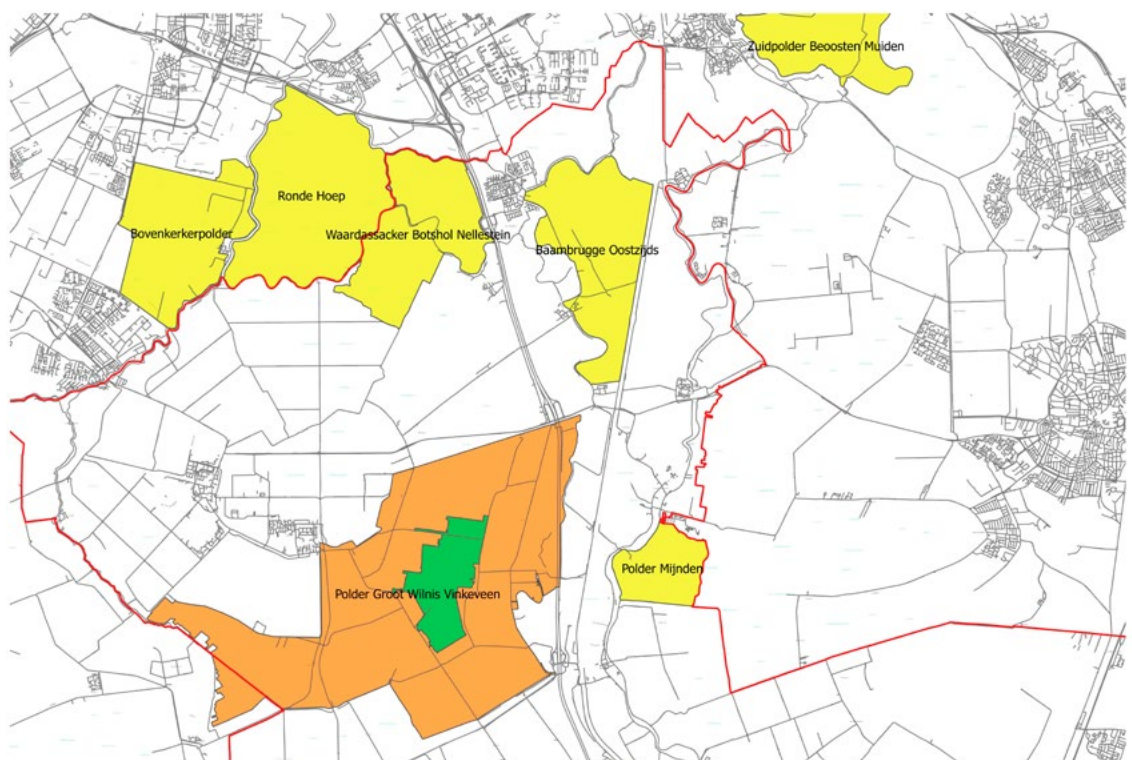 Zuidpolder Beoosten Muiden
Ronde Hoep
Bovenkerkerpolder
Waardassacker Botshol Nellestein
Baambrugge Oostzijds
Polder Mijnden
Polder Groot Wilnis Vinkeveen